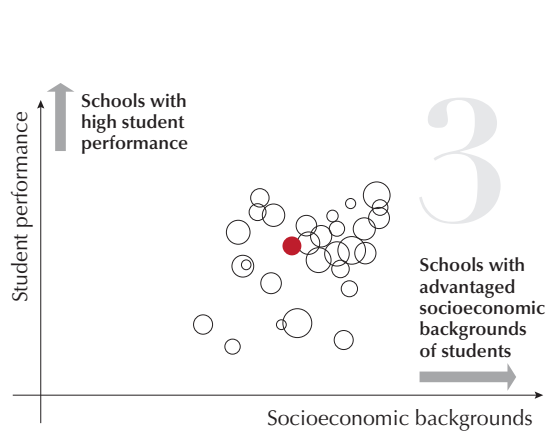 Schools with
high student
performance
3
Student performance
Schools with
advantaged
socioeconomic
backgrounds
of students
Socioeconomic backgrounds